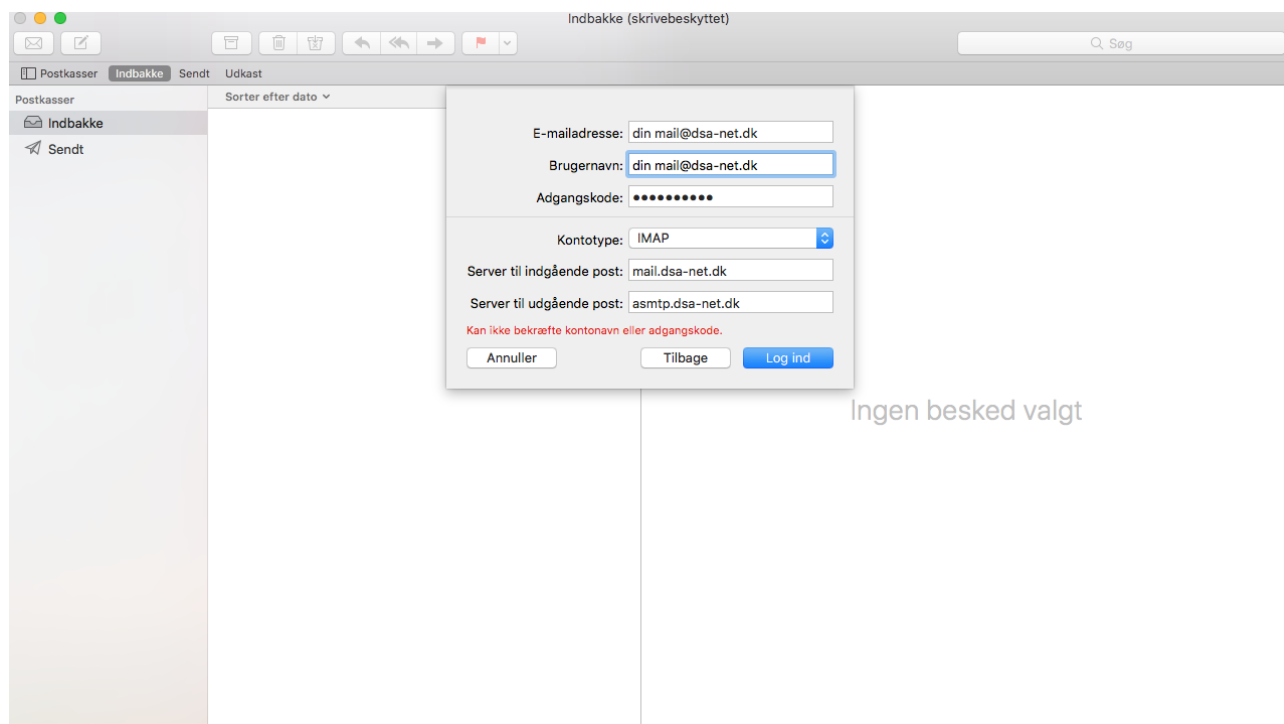 Indbakke (skrivebeskyttet)
Søg
Postkasser Indbakke Sendt Udkast
Postkasser
Sorter efter dato
Indbakke
Sendt
E-mailadresse: din mail@dsa-net.dk
Brugernavn: din mail@dsa-net.dk
Adgangskode: ●●●●●●●●●●
Kontotype: IMAP
Server til indgående post: mail.dsa-net.dk
Server til udgående post: asmtp.dsa-net.dk
Kan ikke bekræfte kontonavn eller adgangskode.
Annuller Tilbage Log ind
Ingen besked valgt